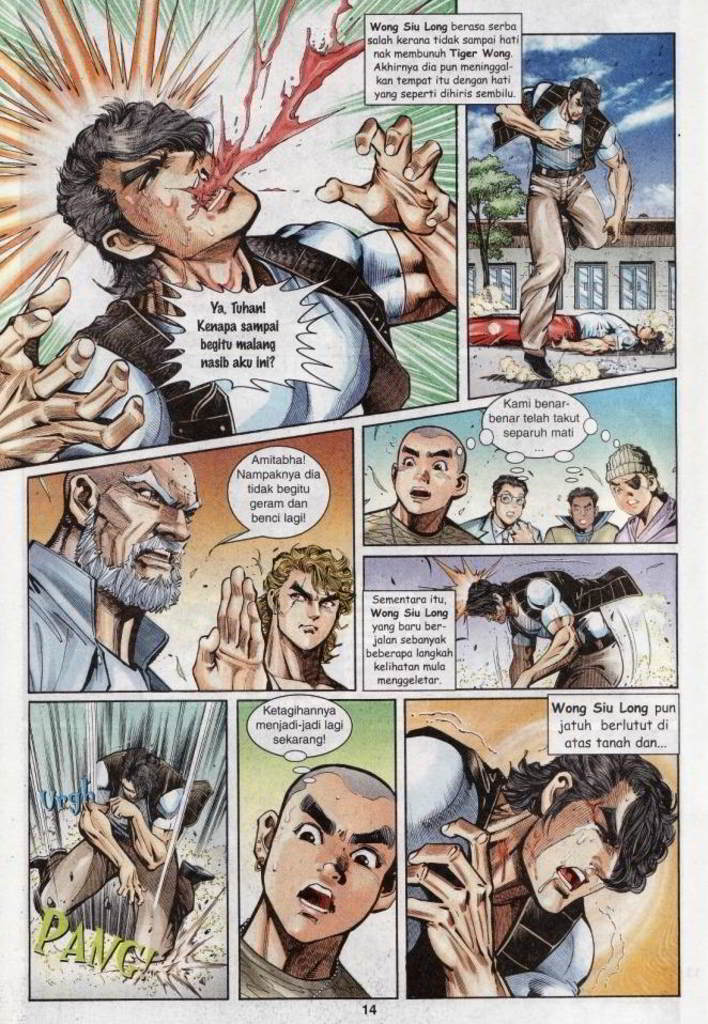 Wong Siu Long berasa serba
salah kerana tidak sampai hati
nak membunuh Tiger Wong.
Akhirnya dia pun meninggal-
kan tempat itu dengan hati
yang seperti dihiris sembilu.
Ya, Tuhan!
Kenapa sampai
begitu malang
nasib aku ini?
Amitabha!
Nampaknya dia
tidak begitu
geram dan
benci lagi!
Kami benar-
benar telah takut
separuh mati
...
Sementara itu,
Wong Siu Long
yang baru ber-
jalan sebanyak
beberapa langkah
kelihatan mula
menggeletar.
Urgh
PANG!
Ketagihannya
menjadi-jadi lagi
sekarang!
Wong Siu Long pun
jatuh berlutut di
atas tanah dan...
14